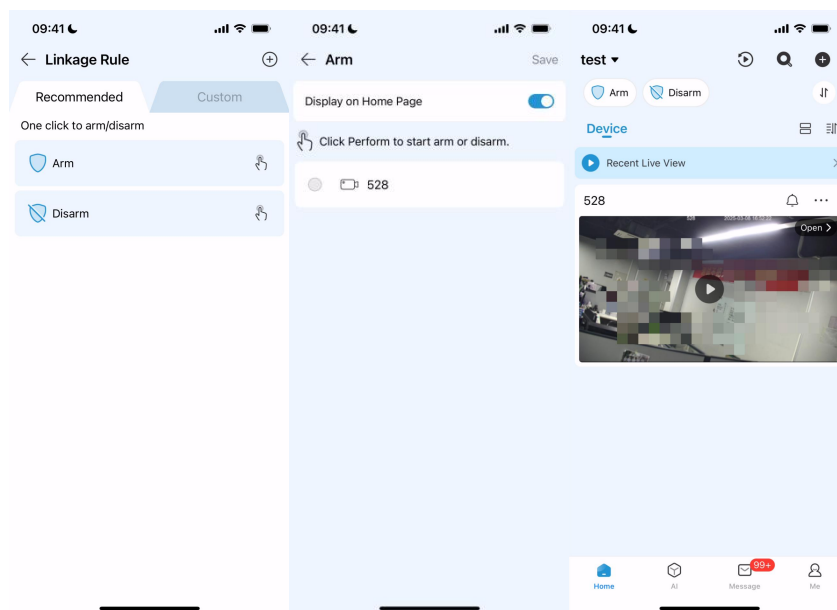 09:41
Linkage Rule
Recommended
Custom
One click to arm/disarm
Arm
Disarm
09:41
Arm
Save
Display on Home Page
Click Perform to start arm or disarm.
528
09:41
test
Arm
Disarm
Device
Recent Live View
528
528
Open
Home
AI
99+
Message
Me